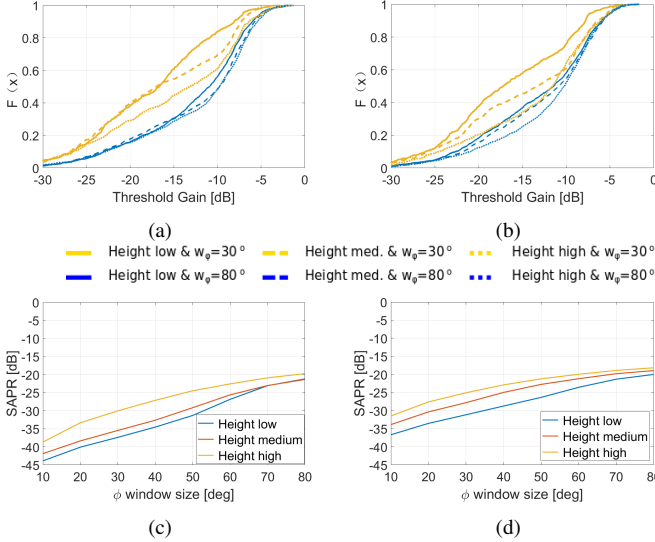 1
0.8
0.6
0.4
0.2
0
F (x)
-30 -25 -20 -15 -10 -5 0
Threshold Gain [dB]
(a)
1
0.8
0.6
0.4
0.2
0
F (x)
-30 -25 -20 -15 -10 -5 0
Threshold Gain [dB]
(b)
Height low & wφ=30° Height med. & wφ=30° Height high & wφ=30°
Height low & wφ=80° Height med. & wφ=80° Height high & wφ=80°
0
-5
-10
-15
-20
-25
-30
-35
-40
-45
SAPR [dB]
Height low
Height medium
Height high
10 20 30 40 50 60 70 80
ϕ window size [deg]
(c)
0
-5
-10
-15
-20
-25
-30
-35
-40
-45
SAPR [dB]
Height low
Height medium
Height high
10 20 30 40 50 60 70 80
ϕ window size [deg]
(d)